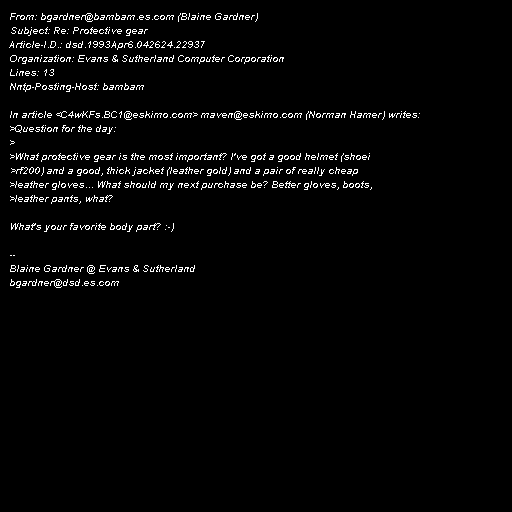 From: bgardner@bambam.es.com (Blaine Gardner)
Subject: Re: Protective gear
Article-I.D.: dsd.1993Apr6.042624.22937
Organization: Evans & Sutherland Computer Corporation
Lines: 13
Nntp-Posting-Host: bambam

In article <C4wKFs.BC1@eskimo.com> maven@eskimo.com (Norman Hamer) writes:
>Question for the day:
>
>What protective gear is the most important? I've got a good helmet (shoei
>rf200) and a good, thick jacket (leather gold) and a pair of really cheap
>leather gloves... What should my next purchase be? Better gloves, boots,
>leather pants, what?

What's your favorite body part? :-)

--
Blaine Gardner @ Evans & Sutherland
bgardner@dsd.es.com